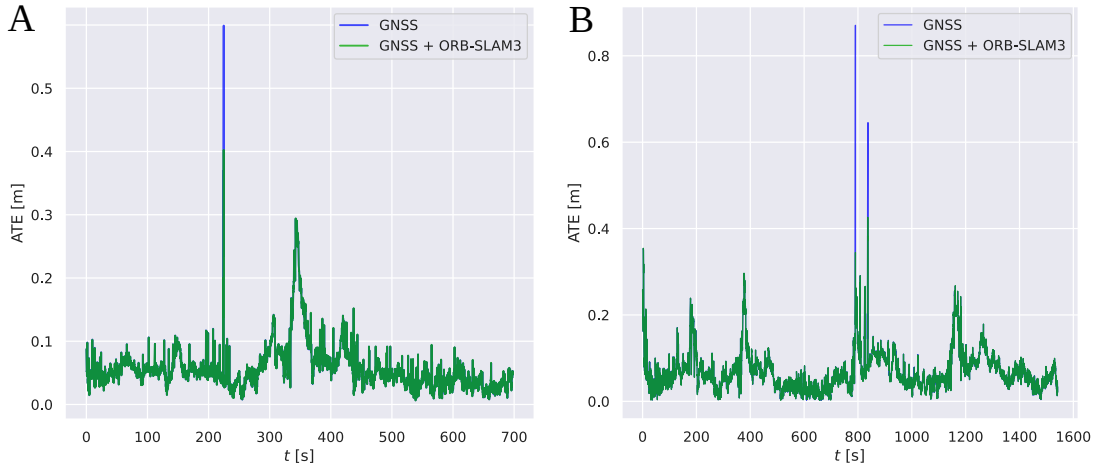 A
GNSS
GNSS + ORB-SLAM3
ATE [m]
0.5
0.4
0.3
0.2
0.1
0.0
0 100 200 300 400 500 600 700
t [s]
B
GNSS
GNSS + ORB-SLAM3
ATE [m]
0.8
0.6
0.4
0.2
0.0
0 200 400 600 800 1000 1200 1400 1600
t [s]